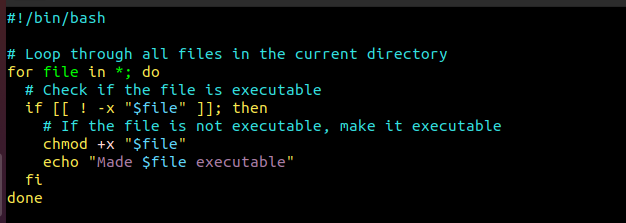 #!/bin/bash

# Loop through all files in the current directory
for file in *; do
  # Check if the file is executable
  if [[ ! -x "$file" ]]; then
    # If the file is not executable, make it executable
    chmod +x "$file"
    echo "Made $file executable"
  fi
done